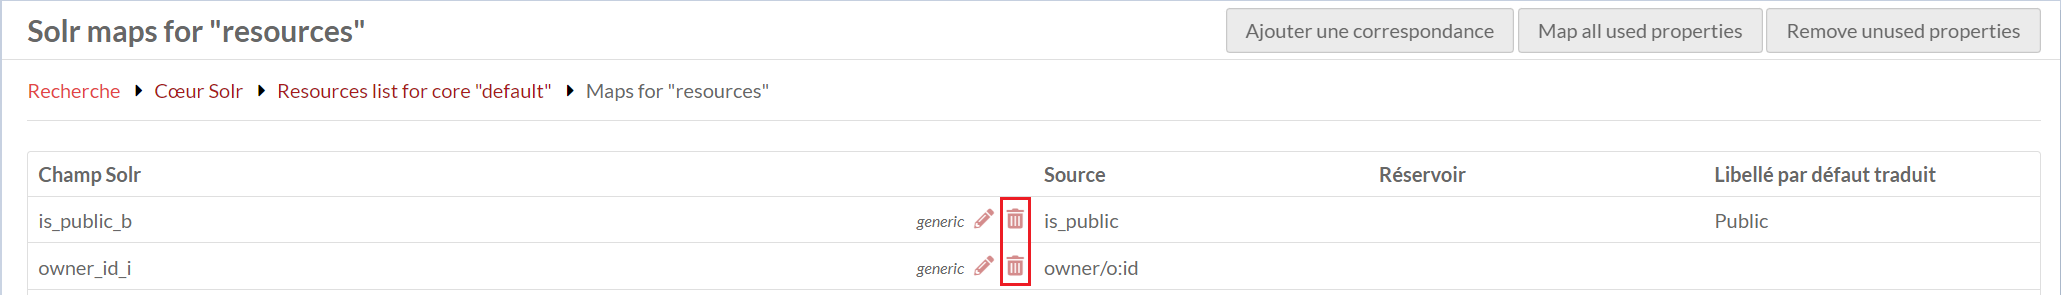 Solr maps for "resources"
Ajouter une correspondance
Map all used properties
Remove unused properties
Recherche Cœur Solr Resources list for core "default" Maps for "resources"
Champ Solr Source Réservoir Libellé par défaut traduit
is_public_b generic is_public Public
owner_id_i generic owner/o:id